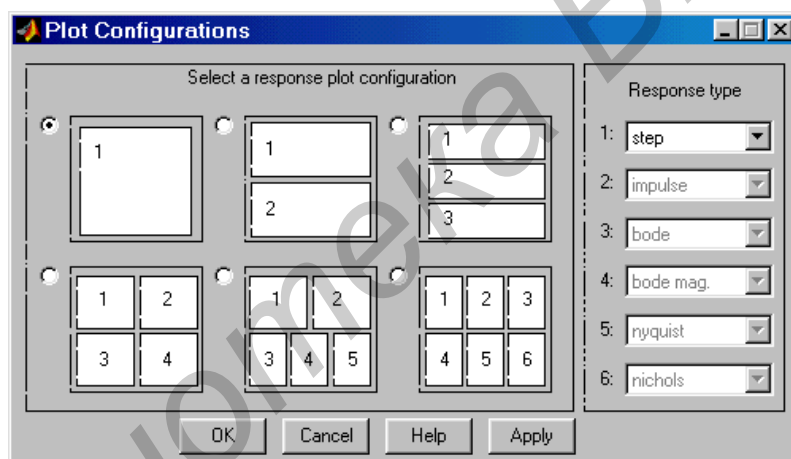 Plot Configurations
Select a response plot configuration
1
1
2
1
2
3
1 2
3 4
1 2
3 4 5
1 2 3
4 5 6
Response type
1: step
2: impulse
3: bode
4: bode mag.
5: nyquist
6: nichols
OK Cancel Help Apply